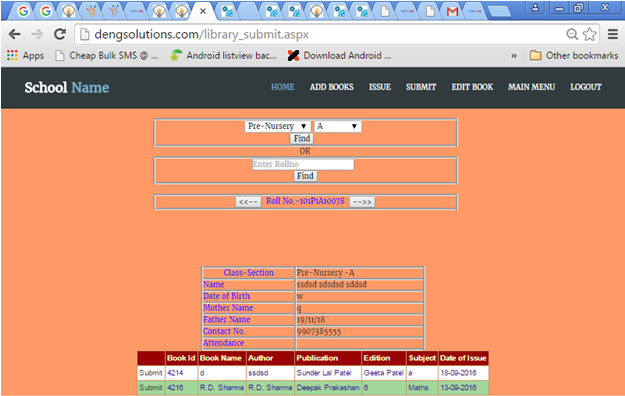 dengsolutions.com/library_submit.aspx
Apps Cheap Bulk SMS @ ... Android listview bac... Download Android ... » Other bookmarks
School Name HOME ADD BOOKS ISSUE SUBMIT EDIT BOOK MAIN MENU LOGOUT
Pre-Nursery A
Find
OR
Enter Rollno
Find
<<-- Roll No.-101P1A10078 -->>
Class-Section Pre-Nursery -A
Name ssdsd sdsdsd sddsd
Date of Birth w
Mother Name q
Father Name 19/11/18
Contact No. 9907385555
Attendance
Book Id Book Name Author Publication Edition Subject Date of Issue
Submit 4214 d ssdsd Sunder Lal Patel Geeta Patel a 18-09-2016
Submit 4216 R.D. Sharma R.D. Sharma Deepak Prakashan 6 Maths 13-09-2016